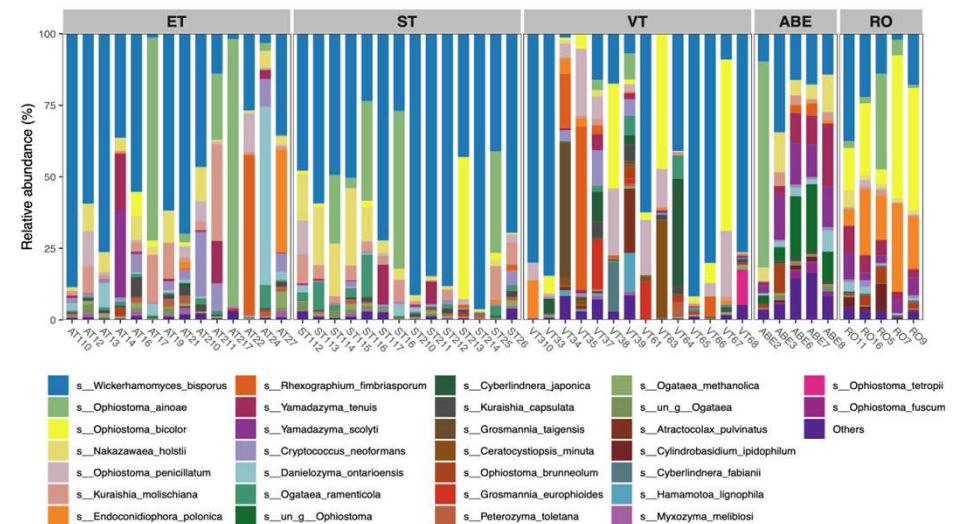 ET ST VT ABE RO
100
75
50
25
0
Relative abundance (%)
AT110 AT12 AT13 AT14 AT16 AT17 AT19 AT21 AT210 AT211 AT217 AT22 AT24 AT27 ST112 ST113 ST114 ST115 ST116 ST117 ST16 ST210 ST211 ST212 ST213 ST214 ST25 ST26 VT310 VT33 VT34 VT35 VT37 VT38 VT39 VT61 VT63 VT64 VT65 VT66 VT67 VT68 ABE2 ABE3 ABE6 ABE7 ABE8 RO11 RO16 RO5 RO7 RO9
s__Wickerhamomyces_bisporus s__Rhexographium_fimbriasporum s__Cyberlindnera_japonica s__Ogataea_methanolica s__Ophiostoma_tetropii
s__Ophiostoma_ainoae s__Yamadazyma_tenuis s__Kuraishia_capsulata s__un_g__Ogataea s__Ophiostoma_fuscum
s__Ophiostoma_bicolor s__Yamadazyma_scolyti s__Grosmannia_taigensis s__Atractocolax_pulvinatus Others
s__Nakazawaea_holstii s__Cryptococcus_neoformans s__Ceratocystiopsis_minuta s__Cylindrobasidium_ipidophilum
s__Ophiostoma_penicillatum s__Danielozyma_ontarioensis s__Ophiostoma_brunneolum s__Cyberlindnera_fabianii
s__Kuraishia_molischiana s__Ogataea_ramenticola s__Grosmannia_europhioides s__Hamamotoa_lignophila
s__Endoconidiophora_polonica s__un_g__Ophiostoma s__Peterozyma_toletana s__Myxozyma_melibiosi